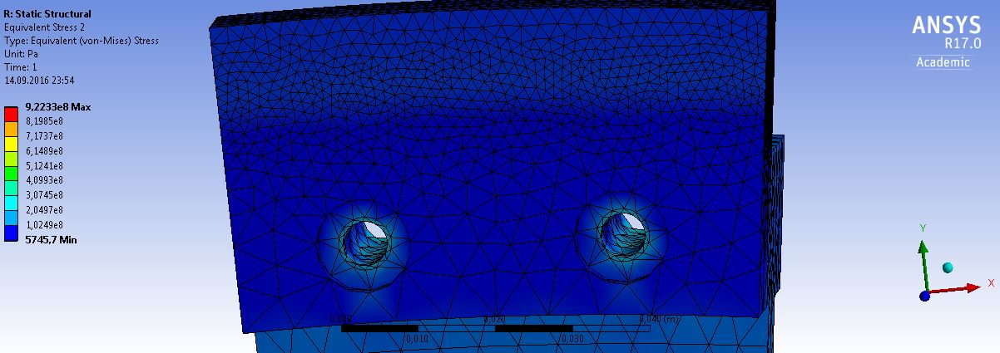 R: Static Structural
Equivalent Stress 2
Type: Equivalent (von-Mises) Stress
Unit: Pa
Time: 1
14.09.2016 23:54
9,2233e8 Max
8,1985e8
7,1737e8
6,1489e8
5,1241e8
4,0993e8
3,0745e8
2,0497e8
1,0249e8
5745,7 Min
ANSYS
R17.0
Academic
Y
X
0,000 0,020 0,040 (m)
0,010 0,030